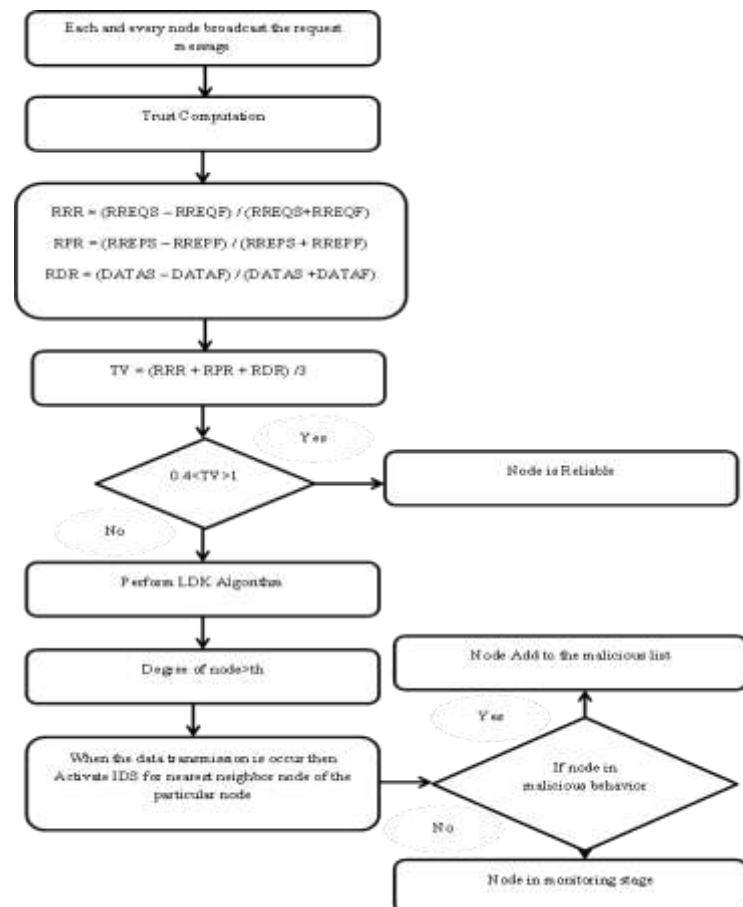 Each and every node broadcast the request
message
Trust Computation
RRR = (RREQS – RREQF) / (RREQS+RREQF)
RPR = (RREPS – RREPF) / (RREPS + RREPF)
RDR = (DATAS – DATAF) / (DATAS +DATAF)
TV = (RRR + RPR + RDR) /3
Yes
0.4<TV>1
Node is Reliable
No
Perform LDK Algorithm
Degree of node>th
Node Add to the malicious list
Yes
When the data transmission is occur then
Activate IDS for nearest neighbor node of the
particular node
If node in
malicious behavior
No
Node in monitoring stage